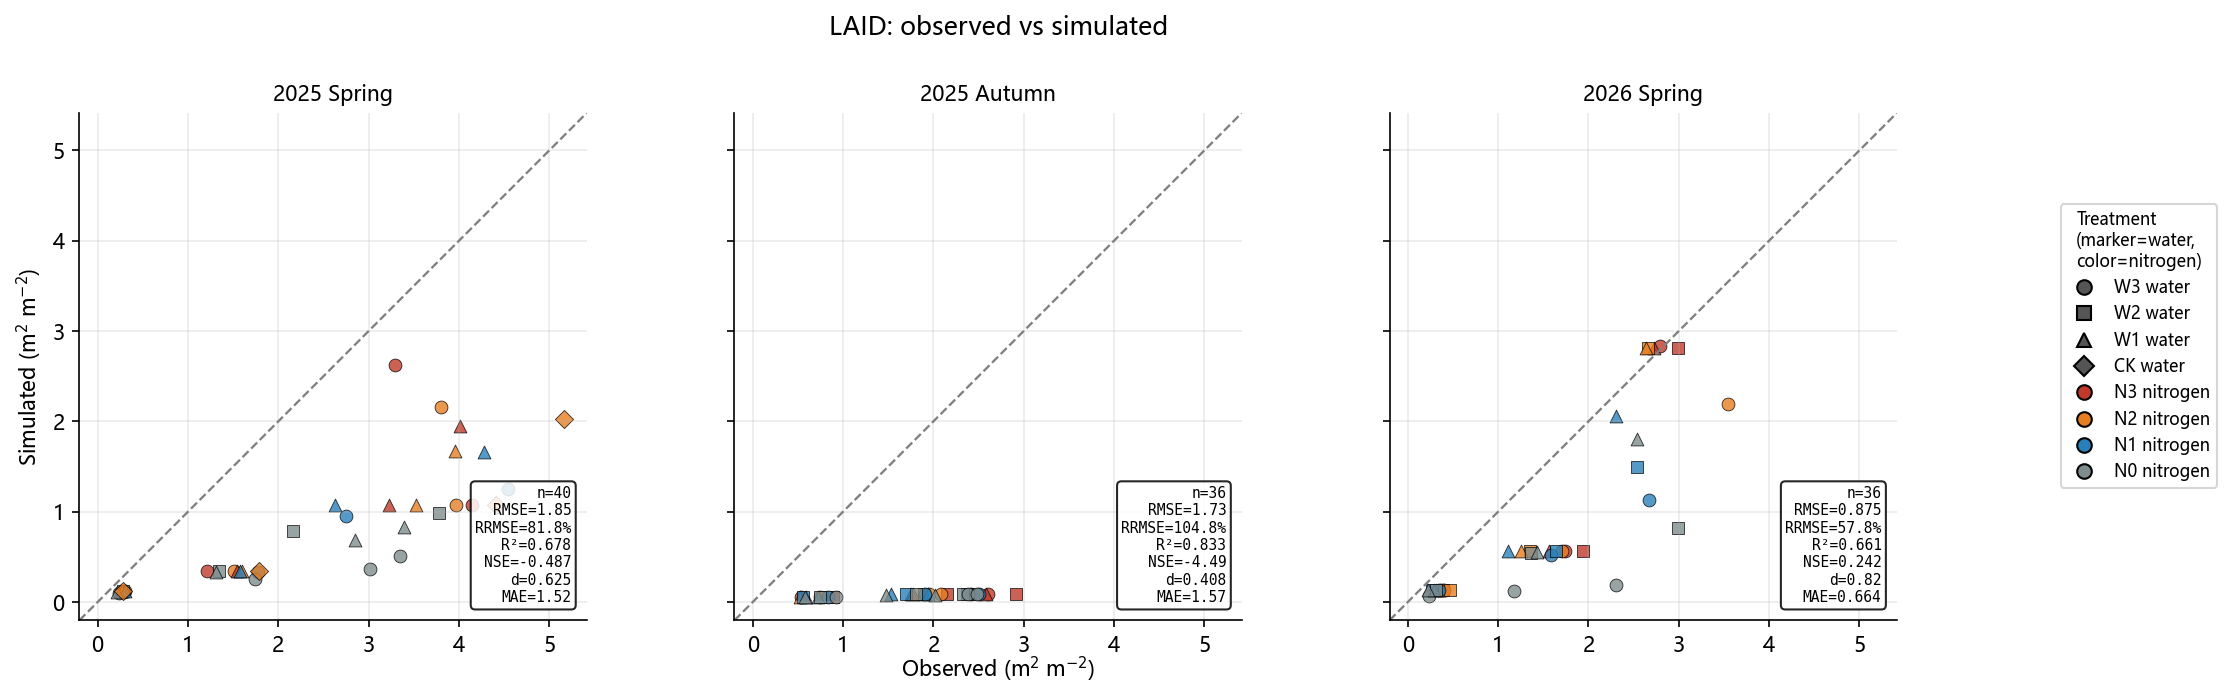 LAID: observed vs simulated
2025 Spring
2025 Autumn
2026 Spring
Simulated (m² m⁻²)
5
4
3
2
1
0
n=40
RMSE=1.85
RRMSE=81.8%
R²=0.678
NSE=-0.487
d=0.625
MAE=1.52
0 1 2 3 4 5
n=36
RMSE=1.73
RRMSE=104.8%
R²=0.833
NSE=-4.49
d=0.408
MAE=1.57
0 1 2 3 4 5
n=36
RMSE=0.875
RRMSE=57.8%
R²=0.661
NSE=0.242
d=0.82
MAE=0.664
0 1 2 3 4 5
Observed (m² m⁻²)
Treatment
(marker=water,
color=nitrogen)
W3 water
W2 water
W1 water
CK water
N3 nitrogen
N2 nitrogen
N1 nitrogen
N0 nitrogen